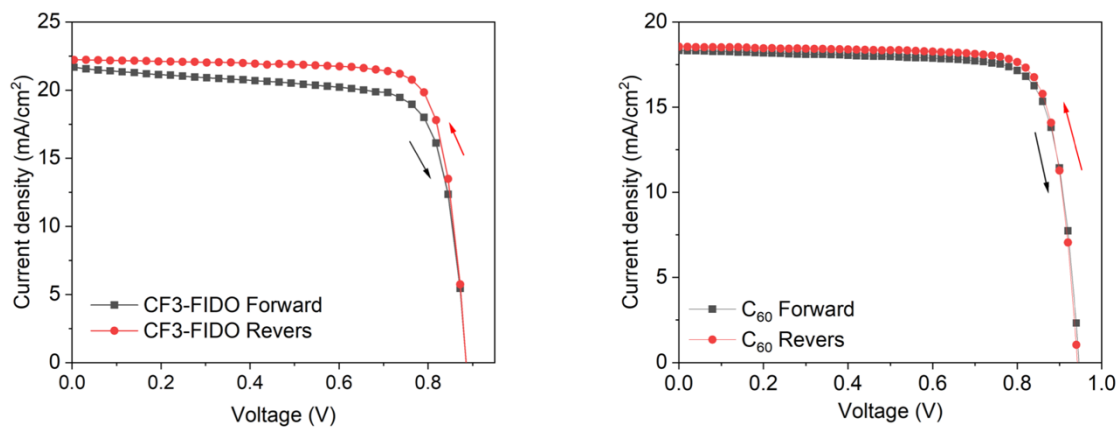 25
20
15
10
5
0
0.0 0.2 0.4 0.6 0.8
Current density (mA/cm²)
Voltage (V)
CF3-FIDO Forward
CF3-FIDO Revers
20
15
10
5
0
0.0 0.2 0.4 0.6 0.8 1.0
Current density (mA/cm²)
Voltage (V)
C₆₀ Forward
C₆₀ Revers